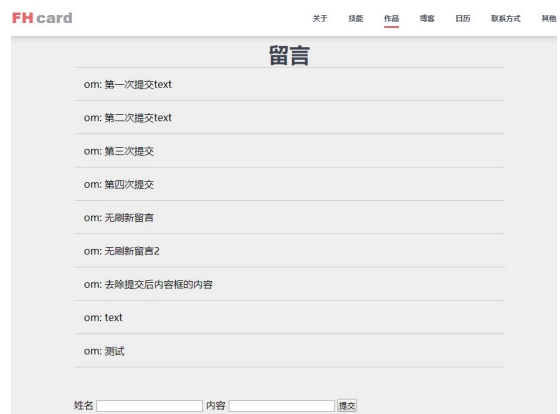 FH card 关于 技能 作品 博客 日历 联系方式 其他
留言
om: 第一次提交text
om: 第二次提交text
om: 第三次提交
om: 第四次提交
om: 无刷新留言
om: 无刷新留言2
om: 去除提交后内容框的内容
om: text
om: 测试
姓名 内容 提交